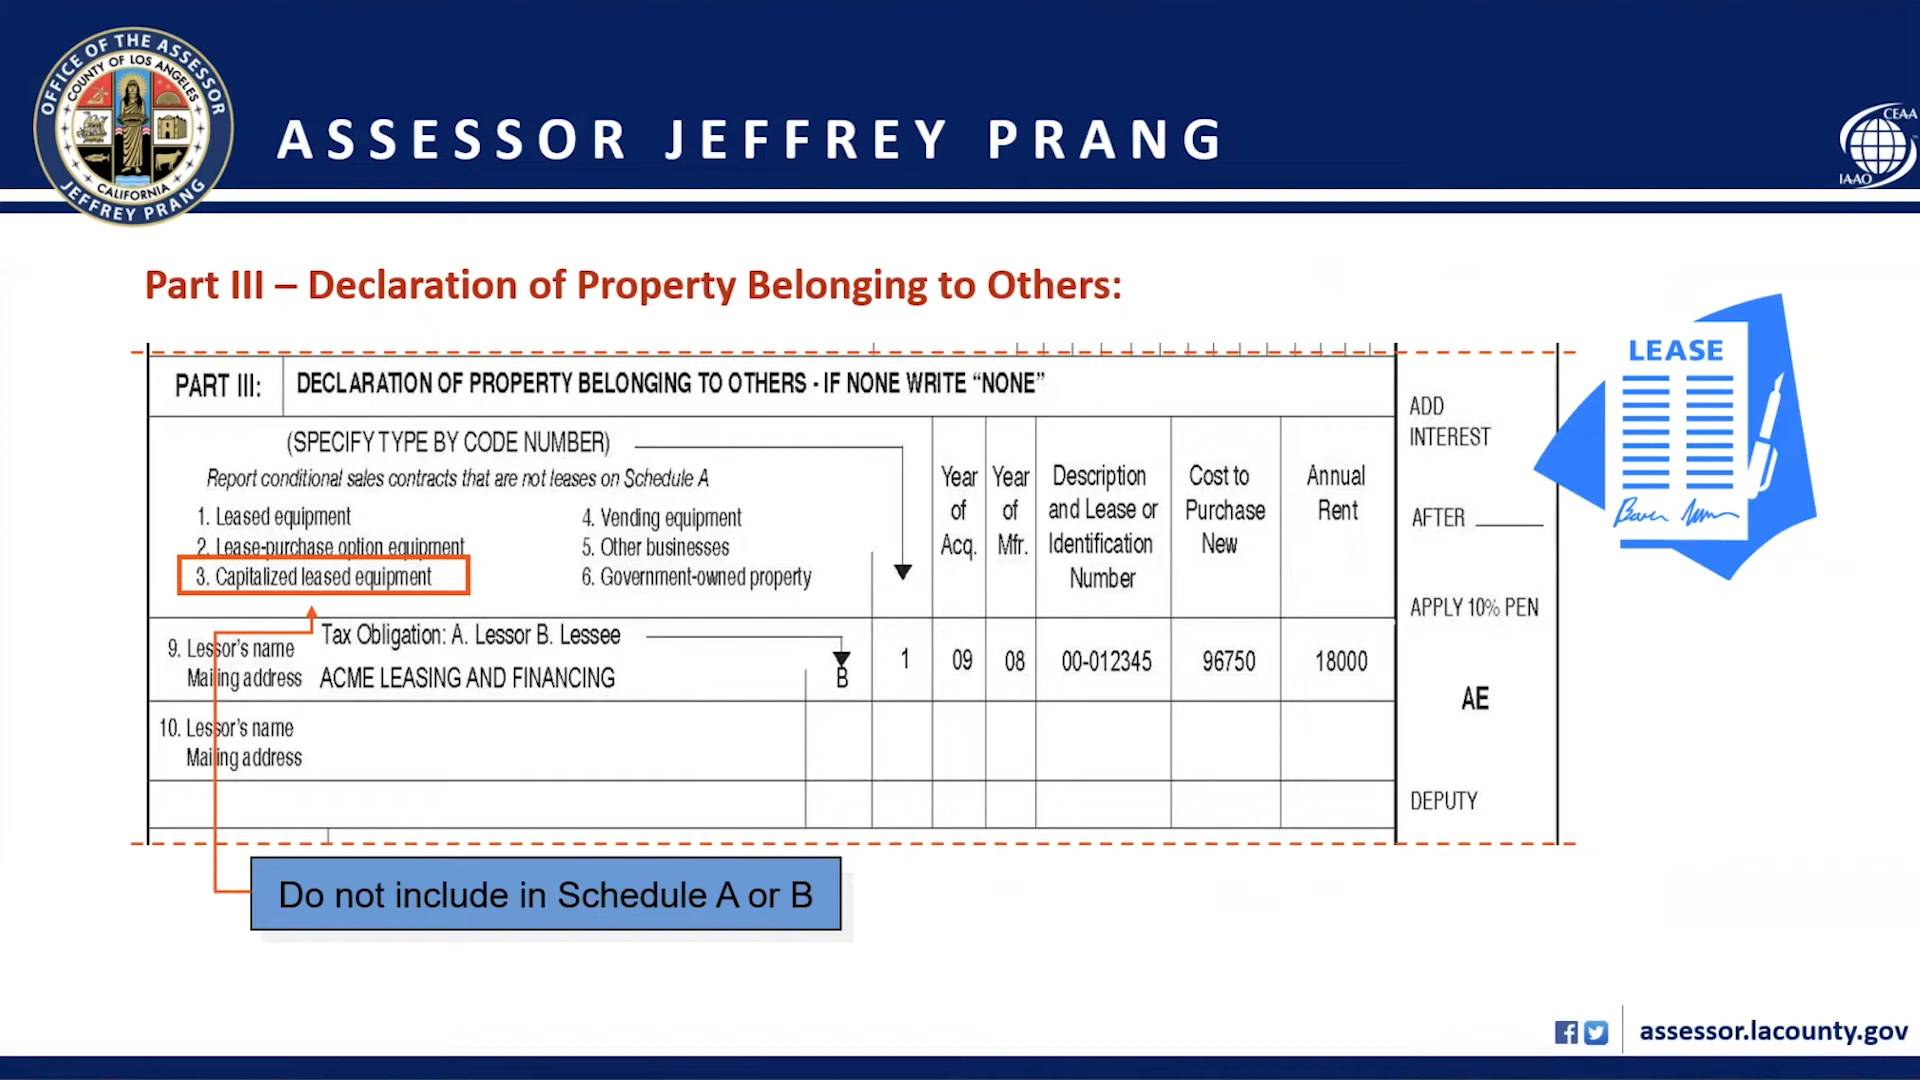 OFFICE OF THE ASSESSOR
COUNTY OF LOS ANGELES
CALIFORNIA
JEFFREY PRANG
ASSESSOR JEFFREY PRANG
CEAA
IAAO
Part III – Declaration of Property Belonging to Others:
LEASE
PART III:
DECLARATION OF PROPERTY BELONGING TO OTHERS - IF NONE WRITE “NONE”
(SPECIFY TYPE BY CODE NUMBER)
Report conditional sales contracts that are not leases on Schedule A
1. Leased equipment
2. Lease-purchase option equipment
3. Capitalized leased equipment
4. Vending equipment
5. Other businesses
6. Government-owned property
Year
of
Acq.
Year
of
Mfr.
Description
and Lease or
Identification
Number
Cost to
Purchase
New
Annual
Rent
ADD
INTEREST
AFTER ______
APPLY 10% PEN
AE
DEPUTY
Tax Obligation: A. Lessor B. Lessee
9. Lessor's name
Mailing address ACME LEASING AND FINANCING
B
1
09
08
00-012345
96750
18000
10. Lessor's name
Mailing address
Do not include in Schedule A or B
assessor.lacounty.gov